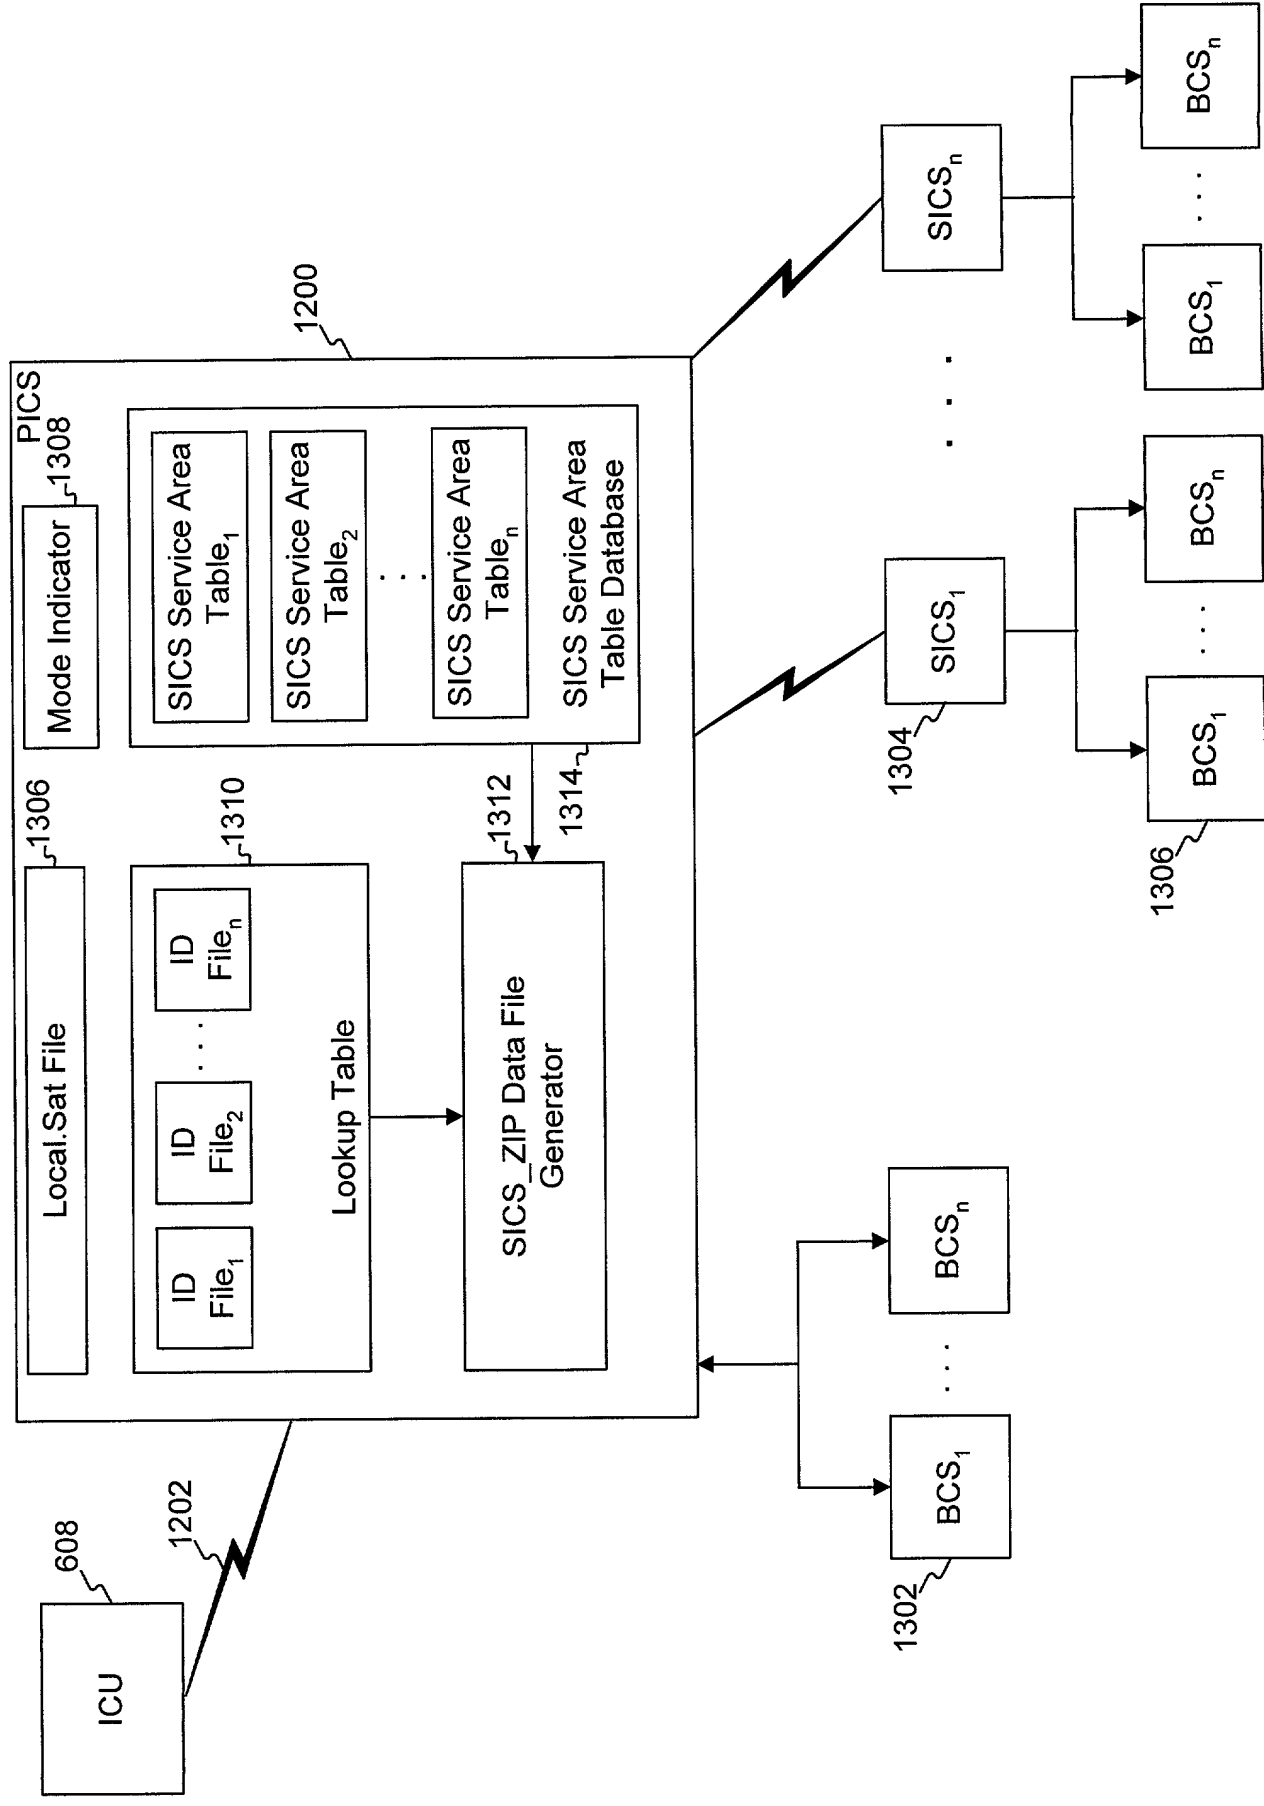 ICU
608
1202
PICS
1200
Local.Sat File
1306
Mode Indicator
1308
ID
File₁
ID
File₂
. . . .
ID
Fileₙ
Lookup Table
1310
SICS Service Area
Table₁
SICS Service Area
Table₂
. . .
SICS Service Area
Tableₙ
SICS Service Area
Table Database
1314
SICS_ZIP Data File
Generator
1312
BCS₁
1302
. . .
BCSₙ
SICS₁
1304
. . .
SICSₙ
BCS₁
1306
. . .
BCSₙ
BCS₁
. . .
BCSₙ